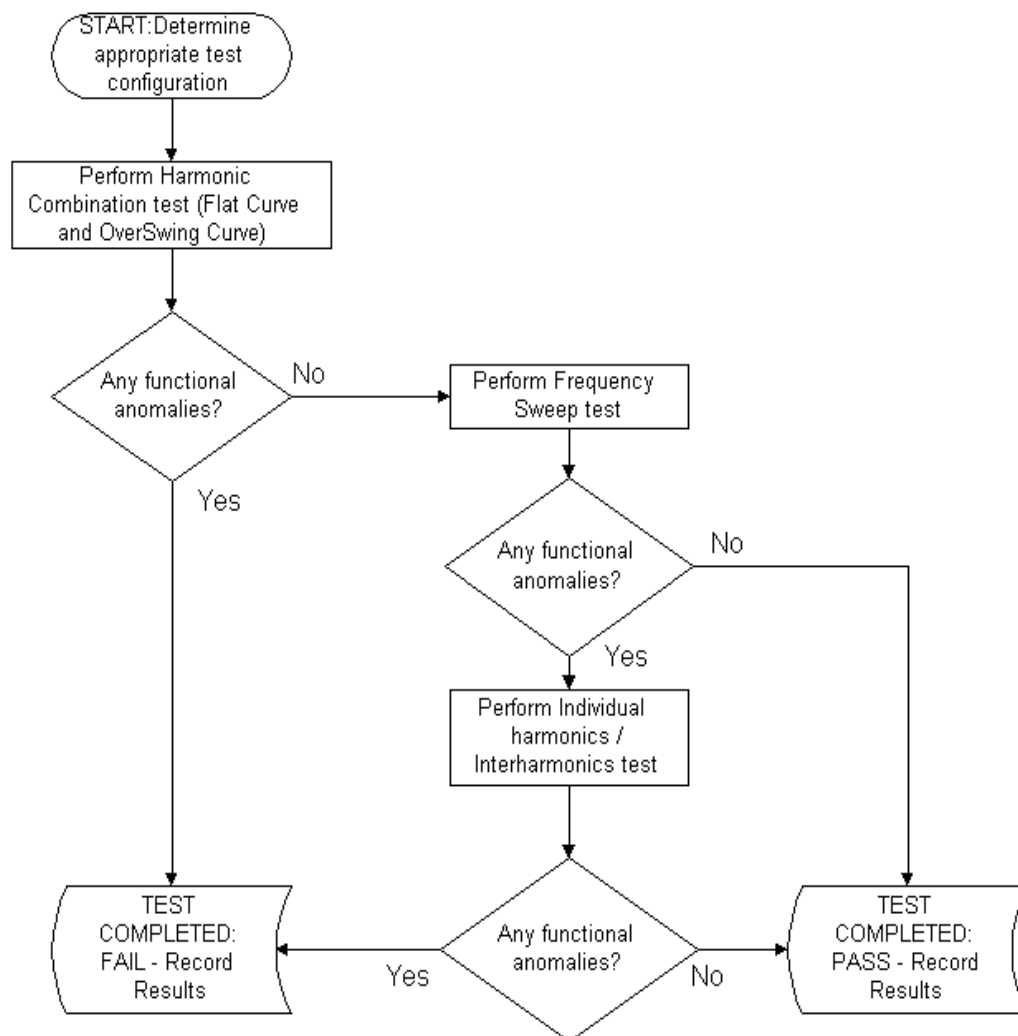 START:Determine
appropriate test
configuration
Perform Harmonic
Combination test (Flat Curve
and OverSwing Curve)
Any functional
anomalies?
No
Yes
Perform Frequency
Sweep test
Any functional
anomalies?
No
Yes
Perform Individual
harmonics /
Interharmonics test
Any functional
anomalies?
Yes
No
TEST
COMPLETED:
FAIL - Record
Results
TEST
COMPLETED:
PASS - Record
Results